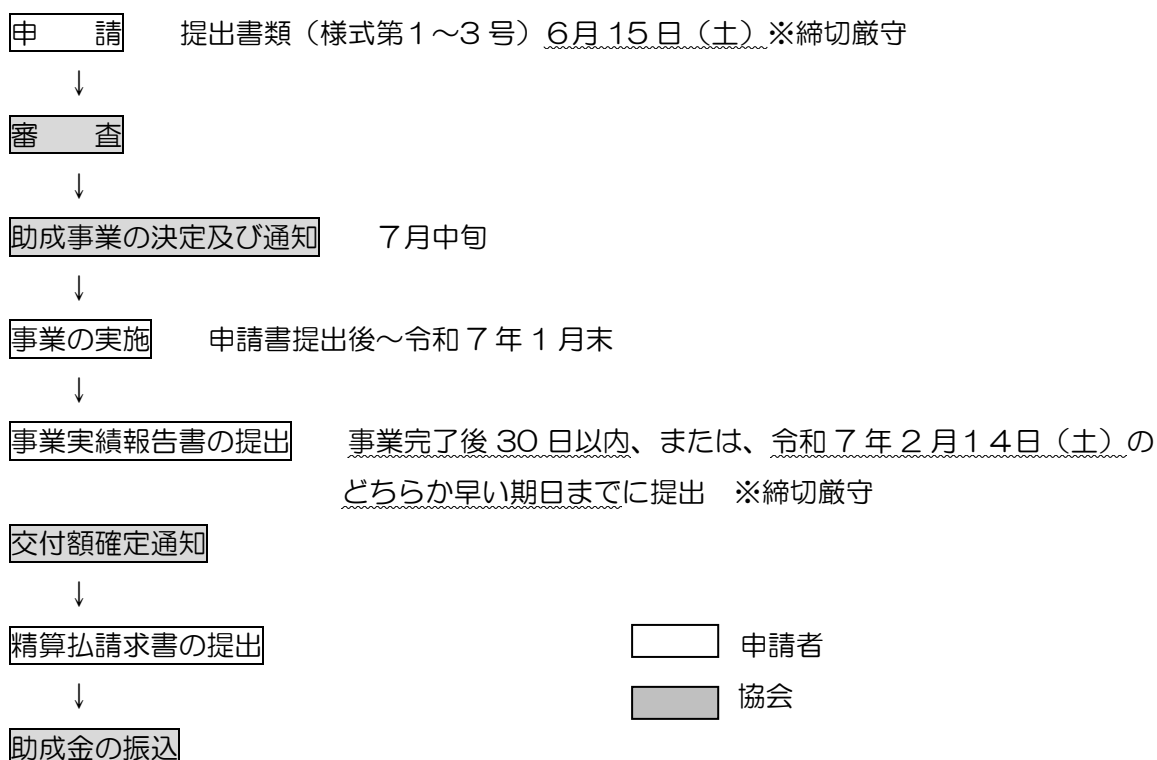 申　　請　　提出書類（様式第１～３号）６月15日（土）※締切厳守
↓
審　　査
↓
助成事業の決定及び通知　　７月中旬
↓
事業の実施　　申請書提出後～令和７年１月末
↓
事業実績報告書の提出　　事業完了後30日以内、または、令和７年２月１４日（土）の
どちらか早い期日までに提出　※締切厳守
交付額確定通知
↓
精算払請求書の提出
申請者
↓
協会
助成金の振込